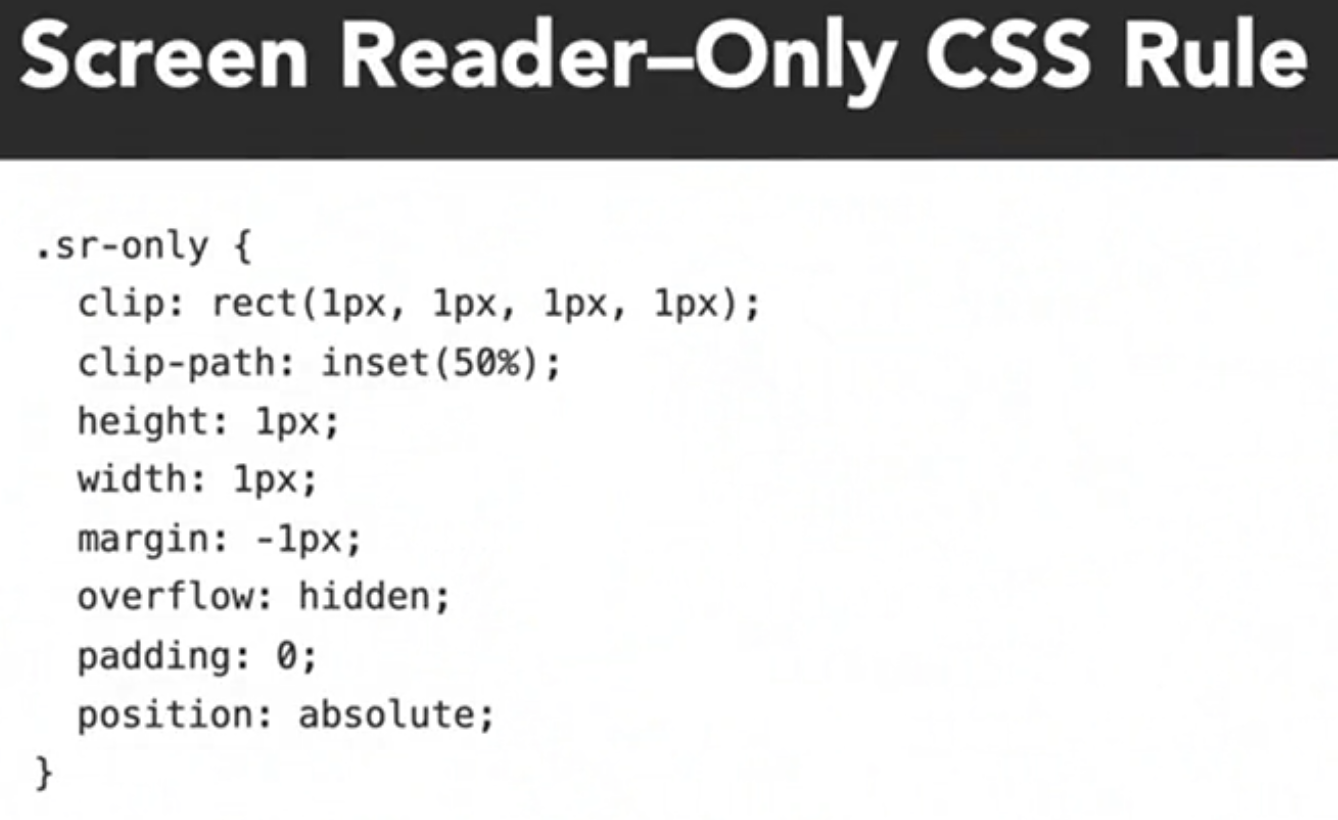 Screen Reader–Only CSS Rule
.sr-only {
  clip: rect(1px, 1px, 1px, 1px);
  clip-path: inset(50%);
  height: 1px;
  width: 1px;
  margin: -1px;
  overflow: hidden;
  padding: 0;
  position: absolute;
}